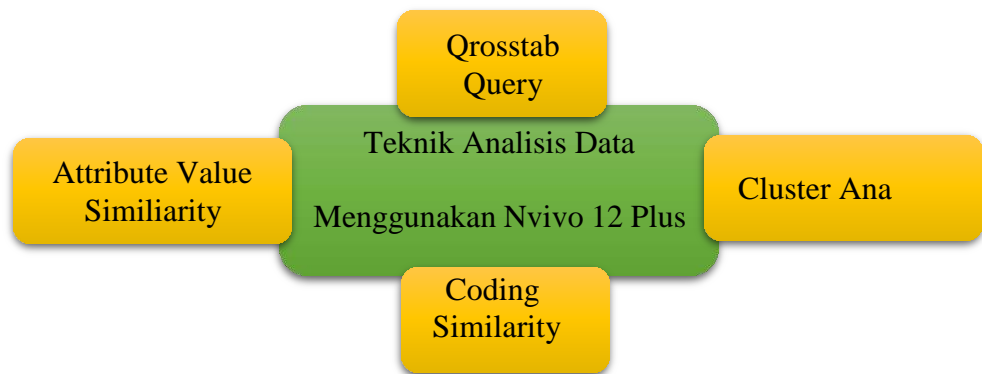 Qrosstab
Query
Teknik Analisis Data
Menggunakan Nvivo 12 Plus
Attribute Value
Similiarity
Cluster Ana
Coding
Similarity